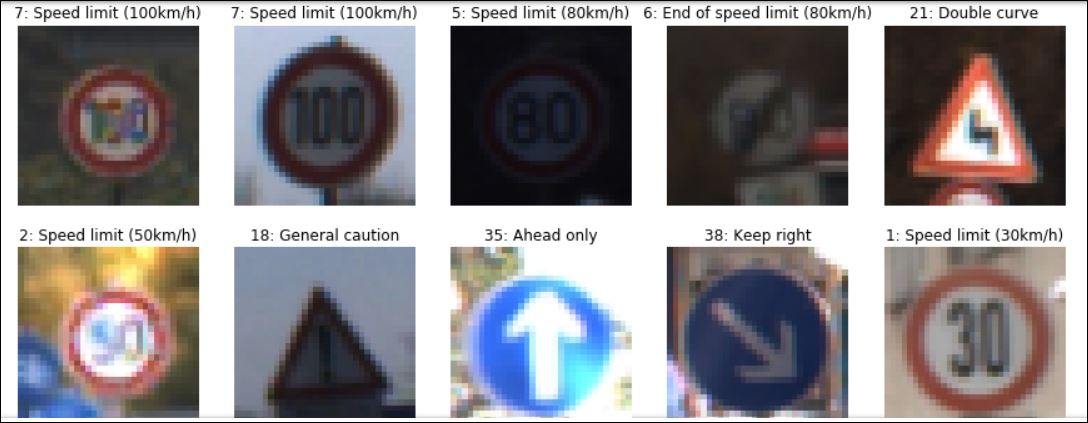 7: Speed limit (100km/h) 7: Speed limit (100km/h) 5: Speed limit (80km/h) 6: End of speed limit (80km/h) 21: Double curve
100 80
2: Speed limit (50km/h) 18: General caution 35: Ahead only 38: Keep right 1: Speed limit (30km/h)
30